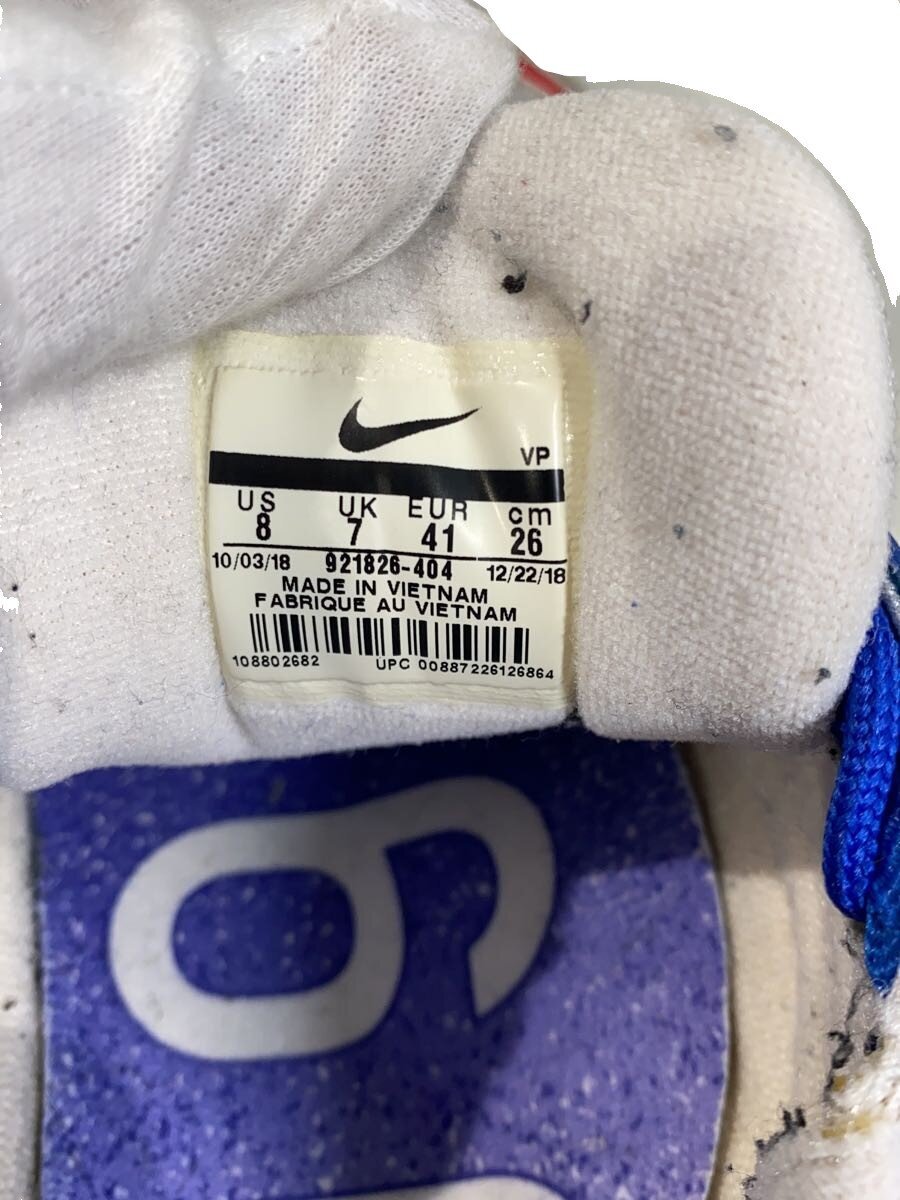 VP
US UK EUR cm
8 7 41 26
10/03/18 921826-404 12/22/18
MADE IN VIETNAM
FABRIQUE AU VIETNAM
108802682 UPC 00887226126864